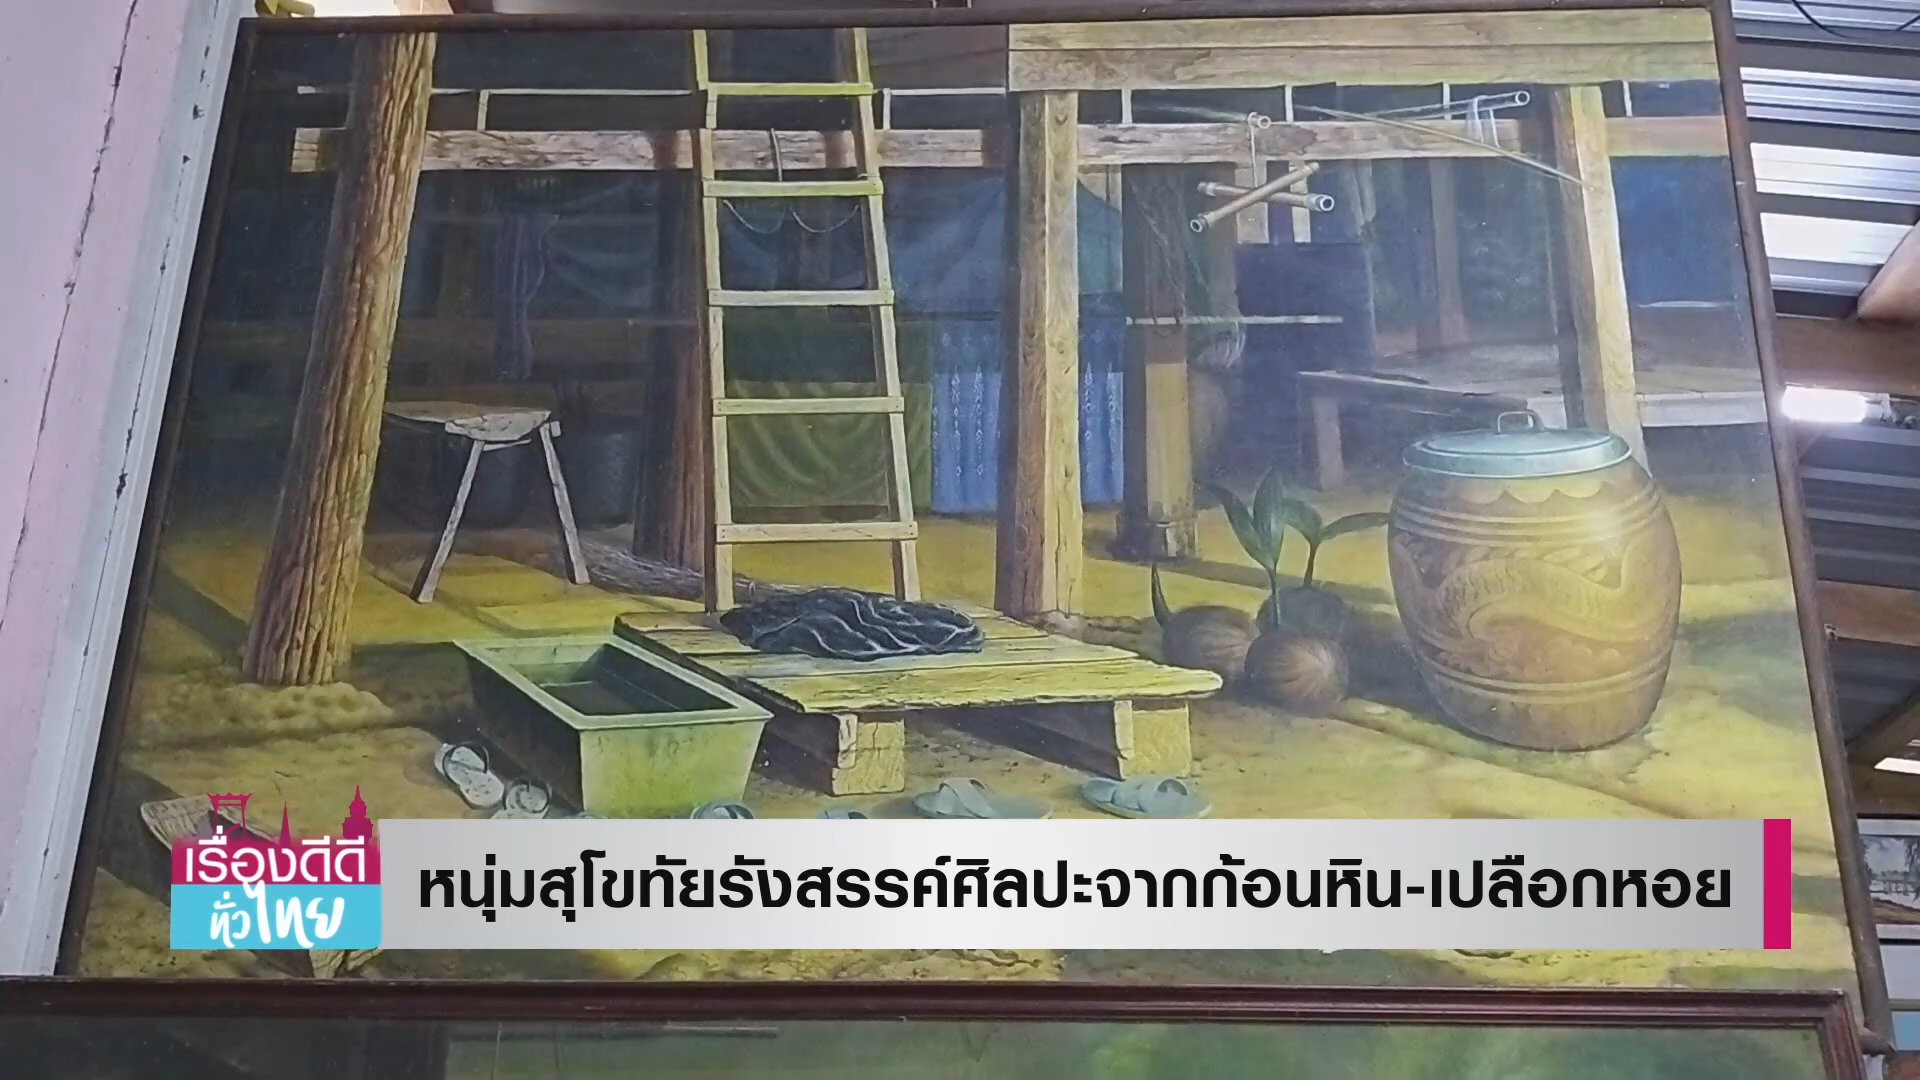 เรื่องดีดี
ทั่วไทย
หนุ่มสุโขทัยรังสรรค์ศิลปะจากก้อนหิน-เปลือกหอย